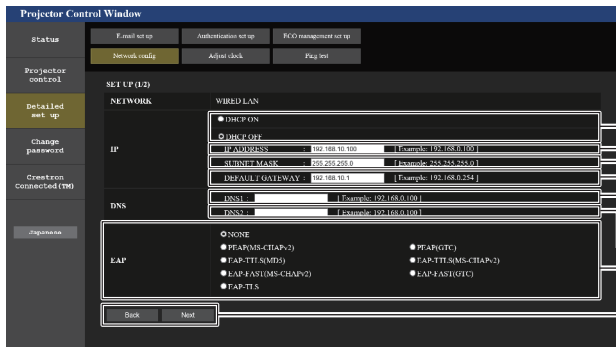 Projector Control Window
Status
Projector
control
Detailed
set up
Change
password
Crestron
Connected(TM)
Japanese
E-mail set up
Authentication set up
ECO management set up
Network config
Adjust clock
Ping test
SET UP (1/2)
NETWORK WIRED LAN
IP
DHCP ON
DHCP OFF
IP ADDRESS : 192.168.10.100 [ Example: 192.168.0.100 ]
SUBNET MASK : 255.255.255.0 [ Example: 255.255.255.0 ]
DEFAULT GATEWAY : 192.168.10.1 [ Example: 192.168.0.254 ]
DNS
DNS1 : [ Example: 192.168.0.100 ]
DNS2 : [ Example: 192.168.0.100 ]
EAP
NONE
PEAP(MS-CHAPv2) PEAP(GTC)
EAP-TTLS(MD5) EAP-TTLS(MS-CHAPv2)
EAP-FAST(MS-CHAPv2) EAP-FAST(GTC)
EAP-TLS
Back Next